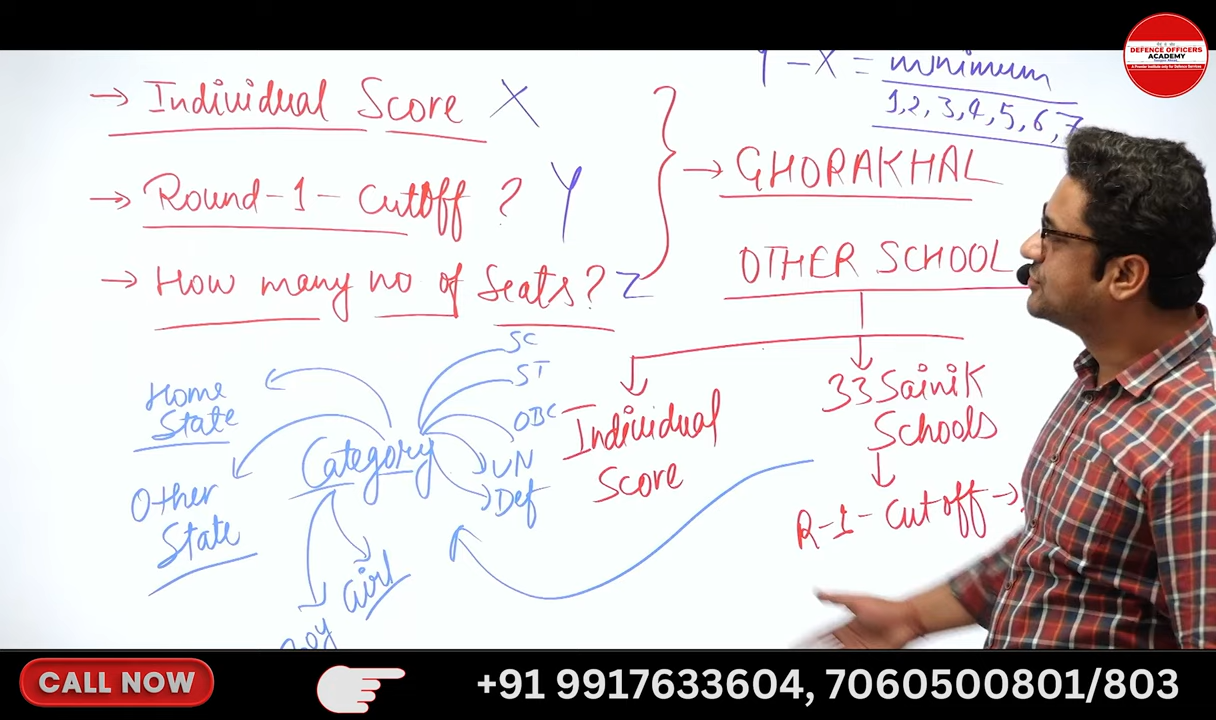 → Individual Score X
→ Round-1-Cutoff ? Y
→ How many no of Seats? Z
Y - X = minimum
1, 2, 3, 4, 5, 6, 7
→ GHORAKHAL
OTHER SCHOOL
Individual
Score
33 Sainik
Schools
R-1-Cutoff →
Home
State
Other
State
Category
SC
ST
OBC
UN
Def
Girl
Boy
DEFENCE OFFICERS
ACADEMY
CALL NOW
+91 9917633604, 7060500801/803